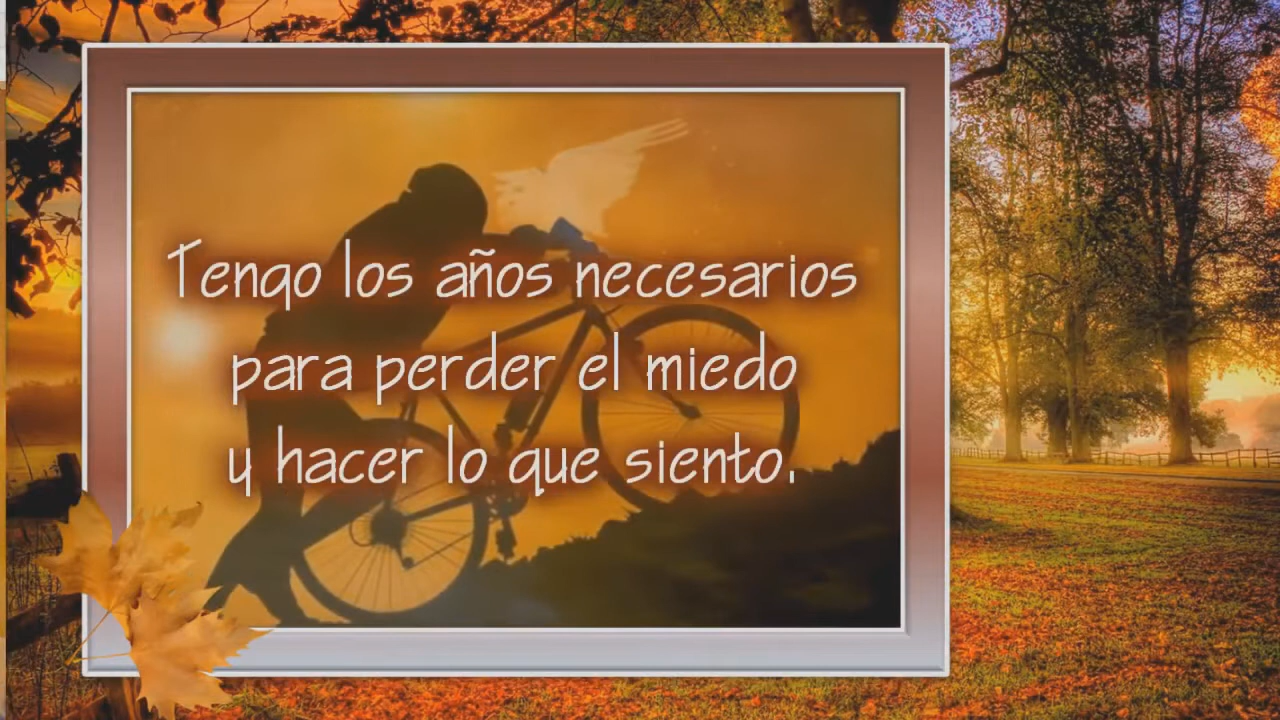 Tengo los años necesarios
para perder el miedo
y hacer lo que siento.